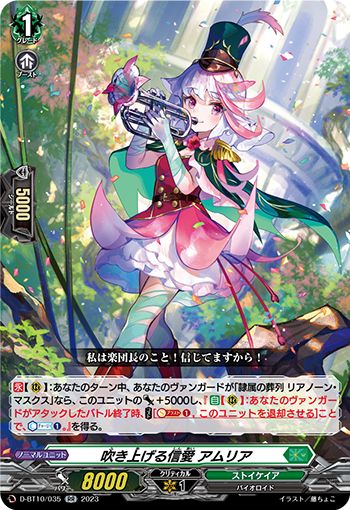 1
グレード
ブースト
5000
シールド
私は楽団長のこと!信じてますから!
【永】【(R)】:あなたのターン中、あなたのヴァンガードが「隷属の葬列 リアノーン・
マスクス」なら、このユニットの+5000し、『【自】【(R)】:あなたのヴァン
ガードがアタックしたバトル終了時、【コスト】【1、このユニットを退却させる】ことで、
1。』を得る。
ノーマルユニット
吹き上げる信愛 アムリア
パワー
8000
クリティカル
1
ストイケイア
バイオロイド
D-BT10/035 RR 2023
イラスト/藤ちょこ